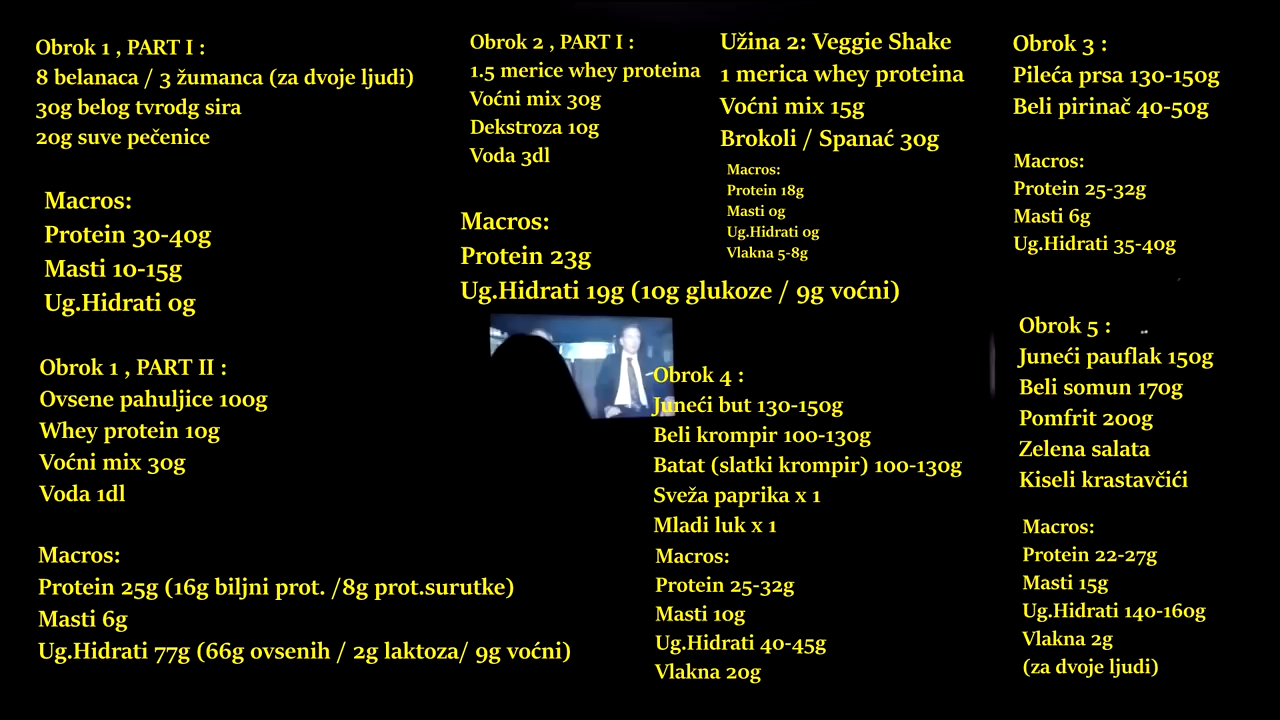 Obrok 1 , PART I :
8 belanaca / 3 žumanca (za dvoje ljudi)
30g belog tvrodg sira
20g suve pečenice
Macros:
Protein 30-40g
Masti 10-15g
Ug.Hidrati 0g
Obrok 1 , PART II :
Ovsene pahuljice 100g
Whey protein 10g
Voćni mix 30g
Voda 1dl
Macros:
Protein 25g (16g biljni prot. /8g prot.surutke)
Masti 6g
Ug.Hidrati 77g (66g ovsenih / 2g laktoza/ 9g voćni)
Obrok 2 , PART I :
1.5 merice whey proteina
Voćni mix 30g
Dekstroza 10g
Voda 3dl
Macros:
Protein 23g
Ug.Hidrati 19g (10g glukoze / 9g voćni)
Užina 2: Veggie Shake
1 merica whey proteina
Voćni mix 15g
Brokoli / Spanać 30g
Macros:
Protein 18g
Masti 0g
Ug.Hidrati 0g
Vlakna 5-8g
Obrok 3 :
Pileća prsa 130-150g
Beli pirinač 40-50g
Macros:
Protein 25-32g
Masti 6g
Ug.Hidrati 35-40g
Obrok 4 :
Juneći but 130-150g
Beli krompir 100-130g
Batat (slatki krompir) 100-130g
Sveža paprika x 1
Mladi luk x 1
Macros:
Protein 25-32g
Masti 10g
Ug.Hidrati 40-45g
Vlakna 20g
Obrok 5 :
Juneći pauflak 150g
Beli somun 170g
Pomfrit 200g
Zelena salata
Kiseli krastavčići
Macros:
Protein 22-27g
Masti 15g
Ug.Hidrati 140-160g
Vlakna 2g
(za dvoje ljudi)